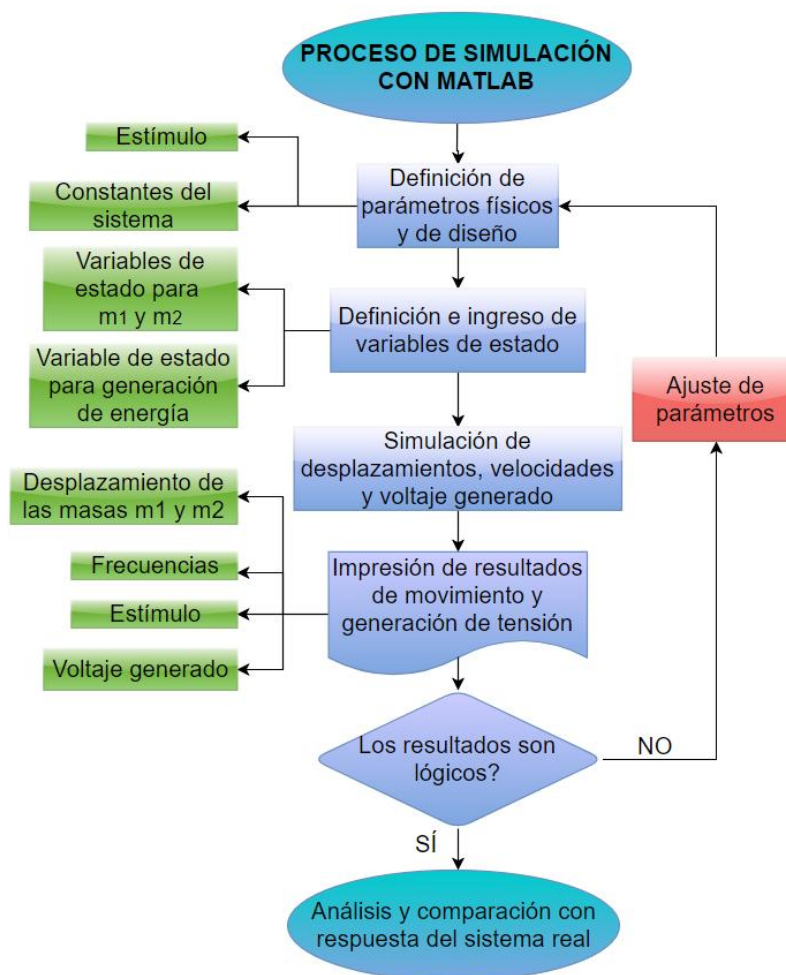 PROCESO DE SIMULACIÓN
CON MATLAB
Estímulo
Constantes del
sistema
Definición de
parámetros físicos
y de diseño
Variables de
estado para
m1 y m2
Variable de estado
para generación
de energía
Definición e ingreso de
variables de estado
Ajuste de
parámetros
Simulación de
desplazamientos, velocidades
y voltaje generado
Desplazamiento de
las masas m1 y m2
Frecuencias
Estímulo
Voltaje generado
Impresión de resultados
de movimiento y
generación de tensión
Los resultados son
lógicos?
NO
SÍ
Análisis y comparación con
respuesta del sistema real